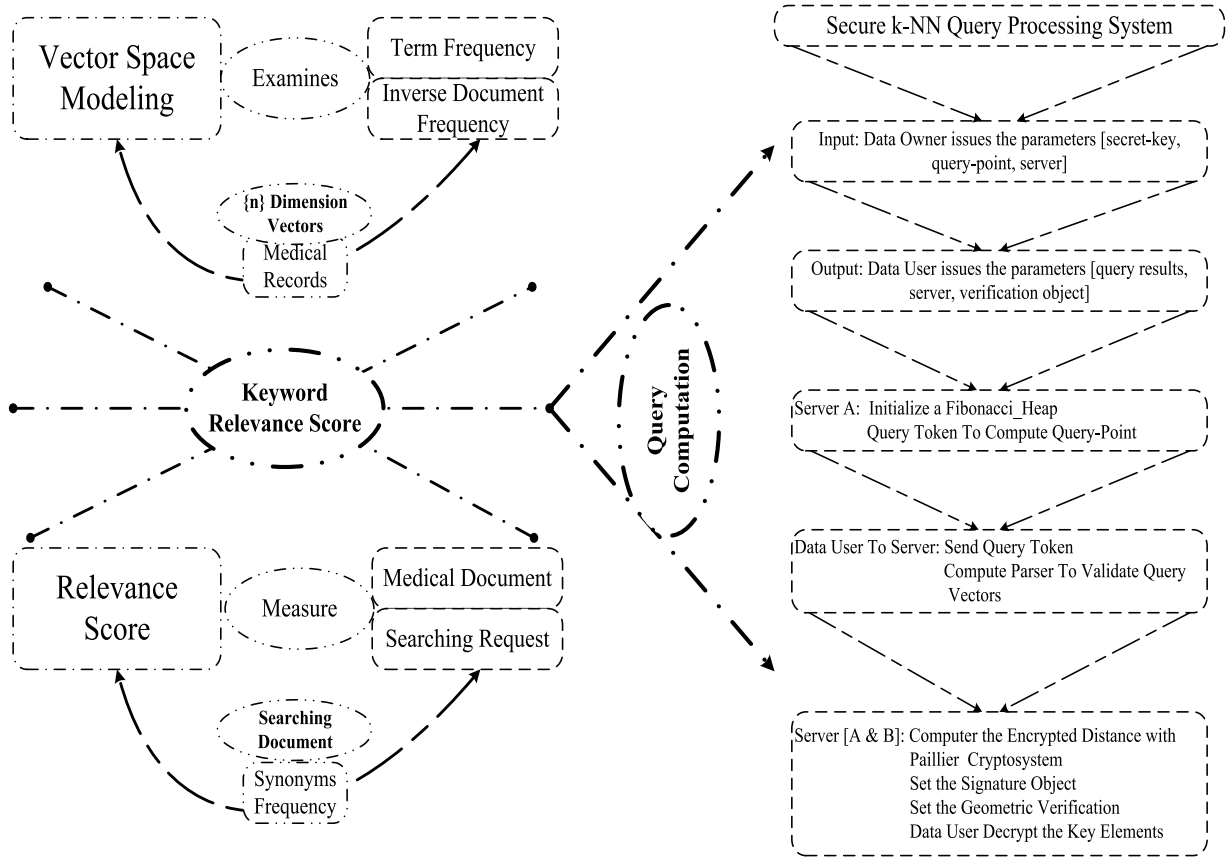 Vector Space
Modeling
Examines
Term Frequency
Inverse Document
Frequency
{n} Dimension
Vectors
Medical
Records
Keyword
Relevance Score
Relevance
Score
Measure
Medical Document
Searching Request
Searching
Document
Synonyms
Frequency
Query
Computation
Secure k-NN Query Processing System
Input: Data Owner issues the parameters [secret-key,
query-point, server]
Output: Data User issues the parameters [query results,
server, verification object]
Server A: Initialize a Fibonacci_Heap
Query Token To Compute Query-Point
Data User To Server: Send Query Token
Compute Parser To Validate Query
Vectors
Server [A & B]: Computer the Encrypted Distance with
Paillier Cryptosystem
Set the Signature Object
Set the Geometric Verification
Data User Decrypt the Key Elements